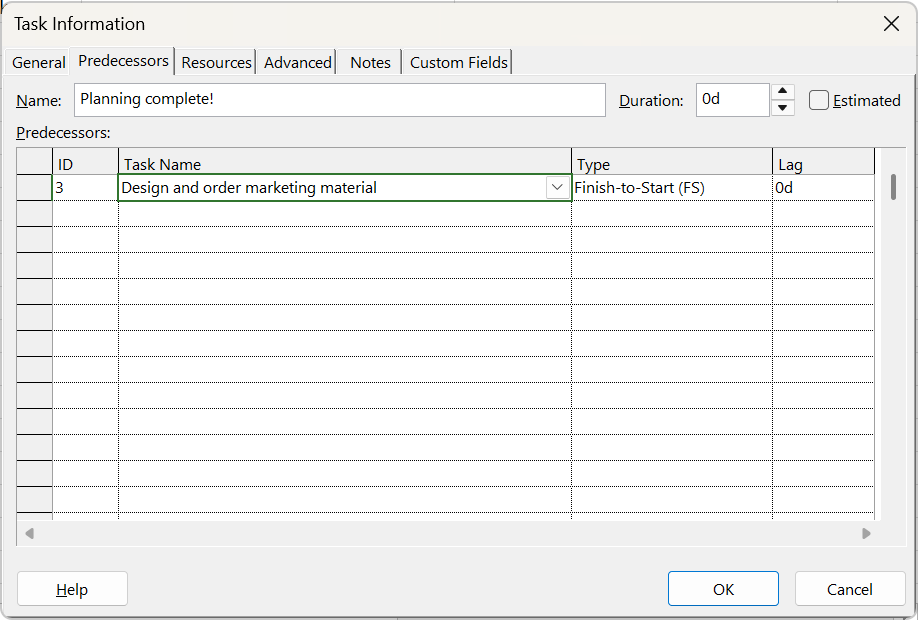 Task Information
General Predecessors Resources Advanced Notes Custom Fields
Name: Planning complete! Duration: 0d Estimated
Predecessors:
ID Task Name Type Lag
3 Design and order marketing material Finish-to-Start (FS) 0d
Help OK Cancel